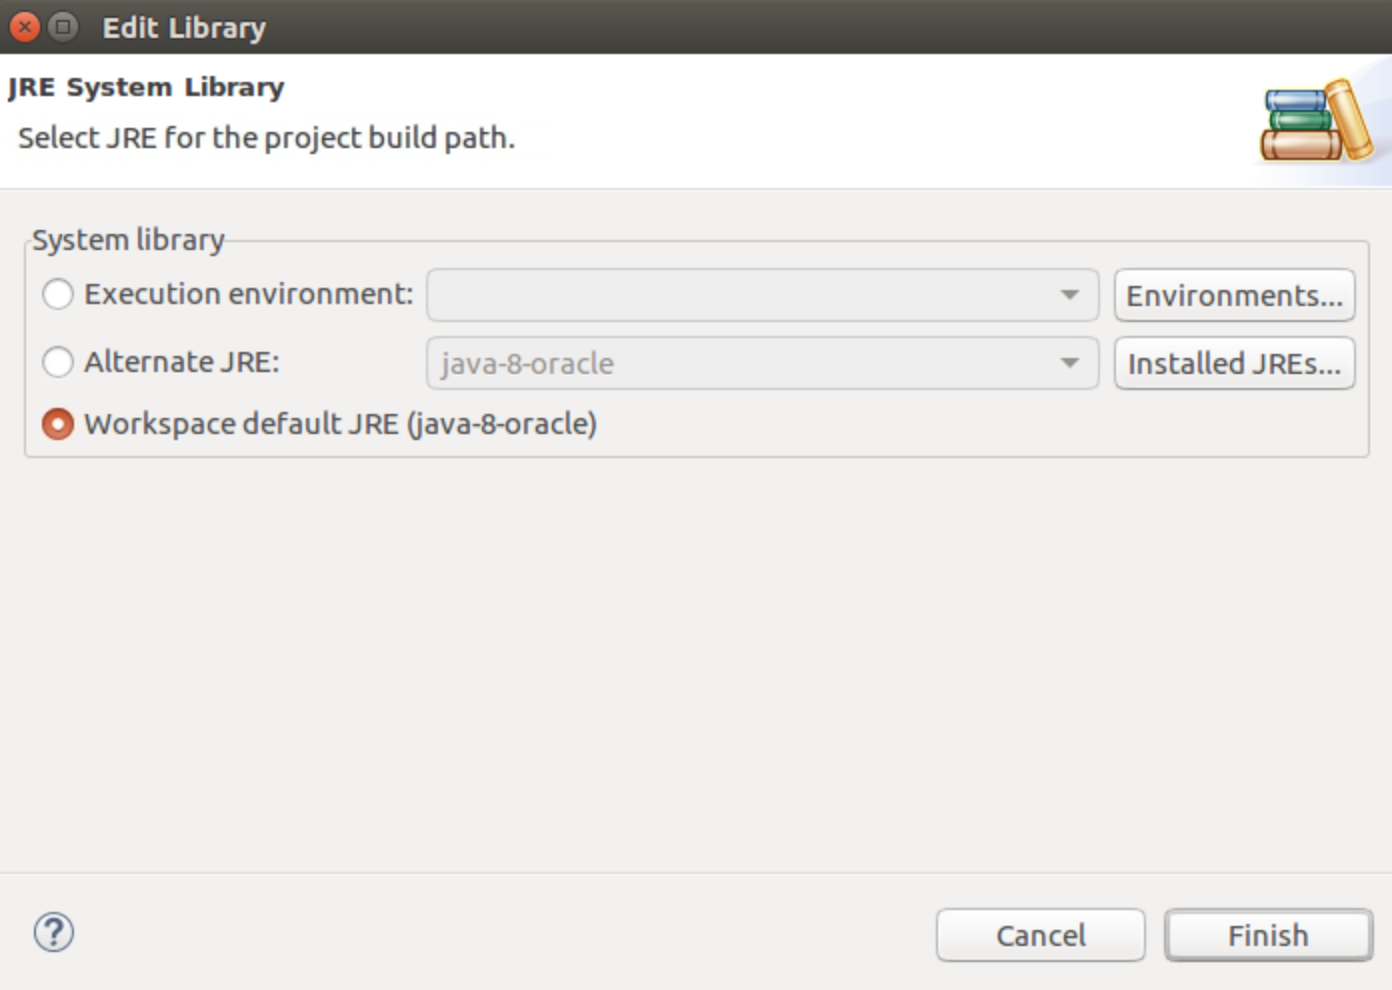 Edit Library
JRE System Library
Select JRE for the project build path.
System library
Execution environment: Environments...
Alternate JRE: java-8-oracle Installed JREs...
Workspace default JRE (java-8-oracle)
?
Cancel Finish